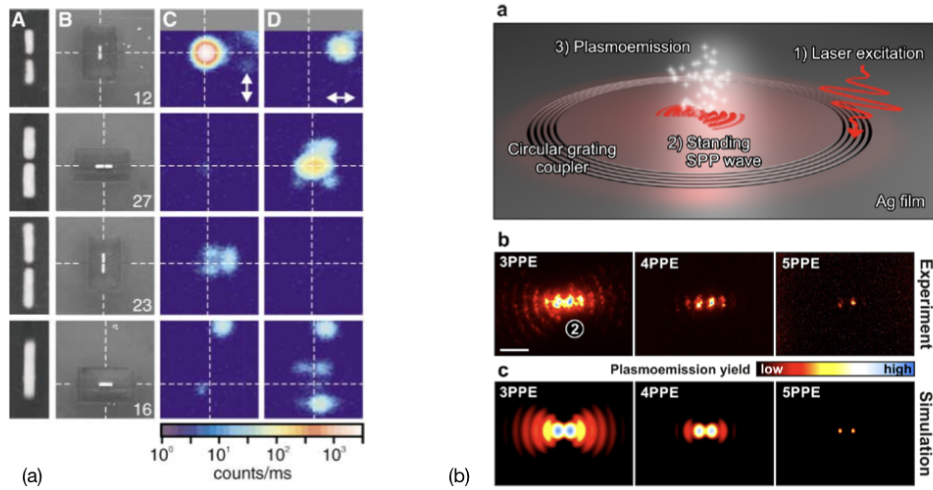 A B C D
12
27
23
16
10⁰ 10¹ 10² 10³
counts/ms
(a)
a
3) Plasmoemission
1) Laser excitation
2) Standing
SPP wave
Circular grating
coupler
Ag film
b
3PPE 4PPE 5PPE
2
Experiment
Plasmoemission yield low high
c
3PPE 4PPE 5PPE
Simulation
(b)